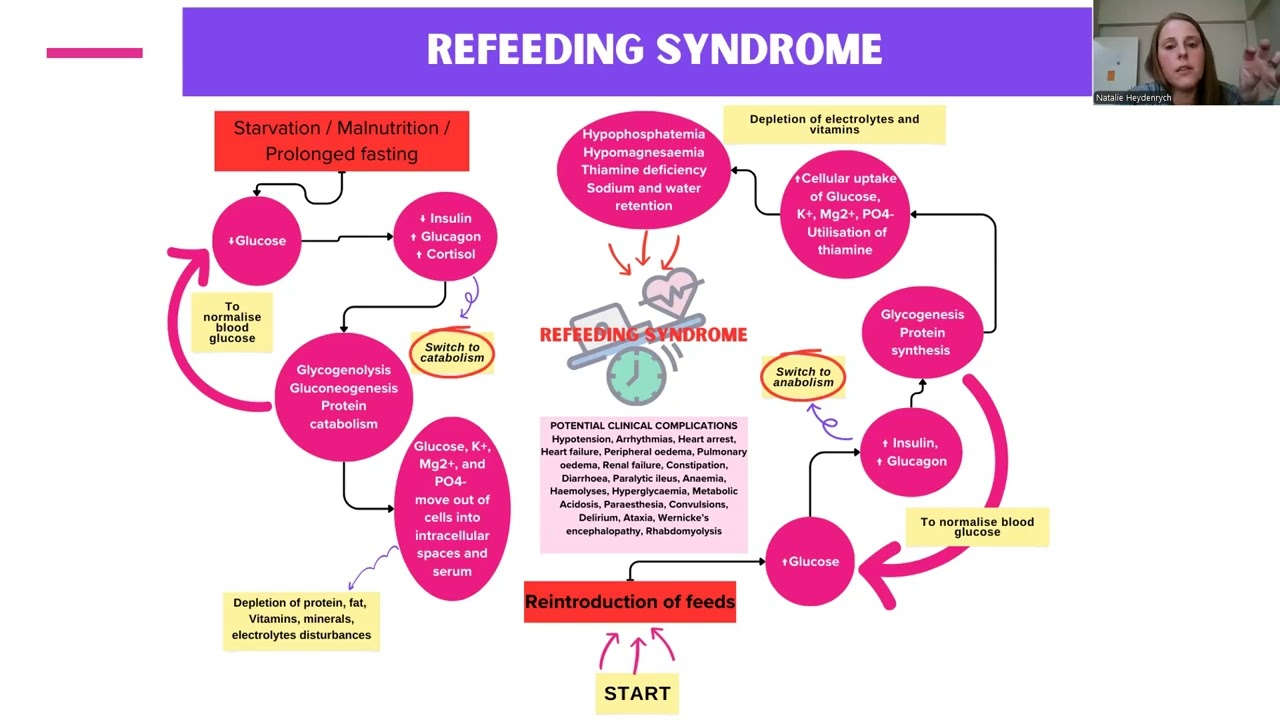 REFEEDING SYNDROME
Natalie Heydenrych
Starvation / Malnutrition /
Prolonged fasting
↓Glucose
↓ Insulin
↑ Glucagon
↑ Cortisol
To
normalise
blood
glucose
Switch to
catabolism
Glycogenolysis
Gluconeogenesis
Protein
catabolism
Glucose, K+,
Mg2+, and
PO4-
move out of
cells into
intracellular
spaces and
serum
Depletion of protein, fat,
Vitamins, minerals,
electrolytes disturbances
Hypophosphatemia
Hypomagnesaemia
Thiamine deficiency
Sodium and water
retention
Depletion of electrolytes and
vitamins
↑Cellular uptake
of Glucose,
K+, Mg2+, PO4-
Utilisation of
thiamine
REFEEDING SYNDROME
Glycogenesis
Protein
synthesis
Switch to
anabolism
↑ Insulin,
↑ Glucagon
To normalise blood
glucose
↑Glucose
POTENTIAL CLINICAL COMPLICATIONS
Hypotension, Arrhythmias, Heart arrest,
Heart failure, Peripheral oedema, Pulmonary
oedema, Renal failure, Constipation,
Diarrhoea, Paralytic ileus, Anaemia,
Haemolyses, Hyperglycaemia, Metabolic
Acidosis, Paraesthesia, Convulsions,
Delirium, Ataxia, Wernicke's
encephalopathy, Rhabdomyolysis
Reintroduction of feeds
START